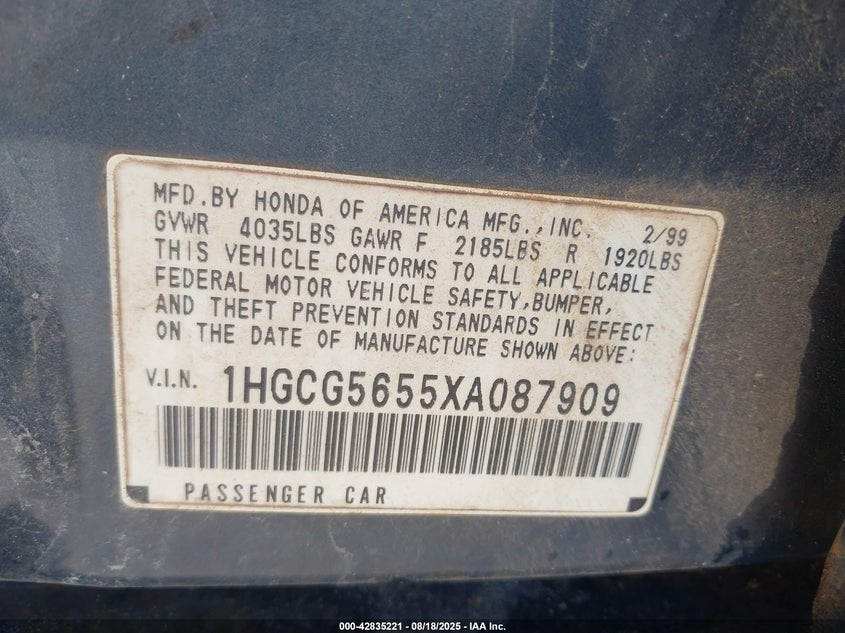 MFD.BY HONDA OF AMERICA MFG.,INC. 2/99
GVWR 4035LBS GAWR F 2185LBS R 1920LBS
THIS VEHICLE CONFORMS TO ALL APPLICABLE
FEDERAL MOTOR VEHICLE SAFETY,BUMPER,
AND THEFT PREVENTION STANDARDS IN EFFECT
ON THE DATE OF MANUFACTURE SHOWN ABOVE:
V.I.N. 1HGCG5655XA087909
PASSENGER CAR
000-42835221 - 08/18/2025 - IAA Inc.